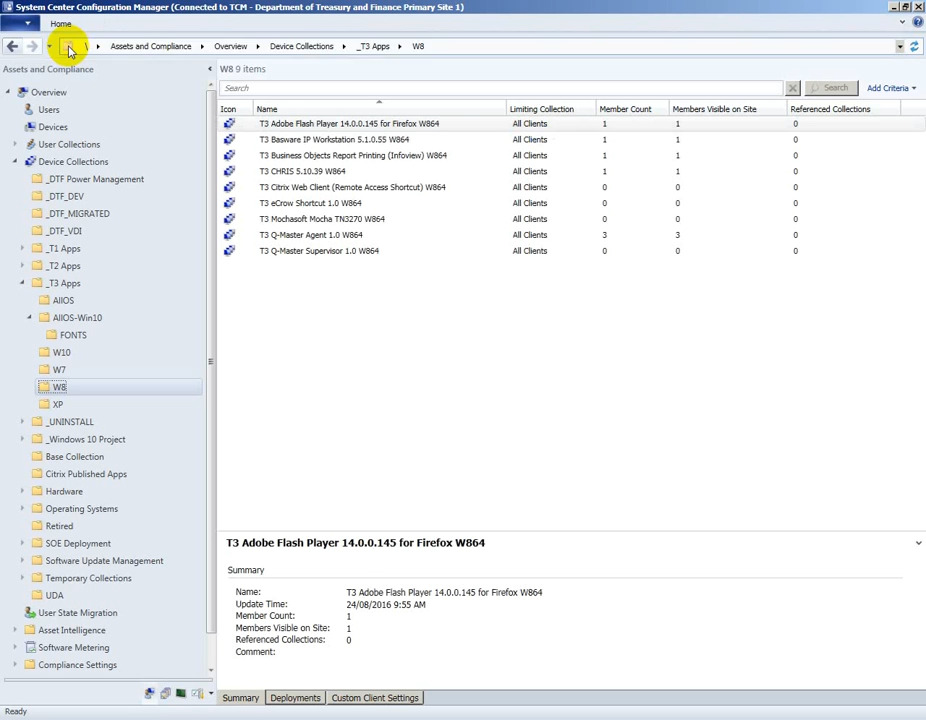 System Center Configuration Manager (Connected to TCM - Department of Treasury and Finance Primary Site 1)
Home
\ Assets and Compliance Overview Device Collections _T3 Apps W8
Assets and Compliance
Overview
Users
Devices
User Collections
Device Collections
_DTF Power Management
_DTF_DEV
_DTF_MIGRATED
_DTF_VDI
_T1 Apps
_T2 Apps
_T3 Apps
AllOS
AllOS-Win10
FONTS
W10
W7
W8
XP
_UNINSTALL
_Windows 10 Project
Base Collection
Citrix Published Apps
Hardware
Operating Systems
Retired
SOE Deployment
Software Update Management
Temporary Collections
UDA
User State Migration
Asset Intelligence
Software Metering
Compliance Settings
W8 9 items
Search Search Add Criteria
Icon Name Limiting Collection Member Count Members Visible on Site Referenced Collections
T3 Adobe Flash Player 14.0.0.145 for Firefox W864 All Clients 1 1 0
T3 Basware IP Workstation 5.1.0.55 W864 All Clients 1 1 0
T3 Business Objects Report Printing (Infoview) W864 All Clients 1 1 0
T3 CHRIS 5.10.39 W864 All Clients 1 1 0
T3 Citrix Web Client (Remote Access Shortcut) W864 All Clients 0 0 0
T3 eCrow Shortcut 1.0 W864 All Clients 0 0 0
T3 Mochasoft Mocha TN3270 W864 All Clients 0 0 0
T3 Q-Master Agent 1.0 W864 All Clients 3 3 0
T3 Q-Master Supervisor 1.0 W864 All Clients 0 0 0
T3 Adobe Flash Player 14.0.0.145 for Firefox W864
Summary
Name: T3 Adobe Flash Player 14.0.0.145 for Firefox W864
Update Time: 24/08/2016 9:55 AM
Member Count: 1
Members Visible on Site: 1
Referenced Collections: 0
Comment:
Summary Deployments Custom Client Settings
Ready